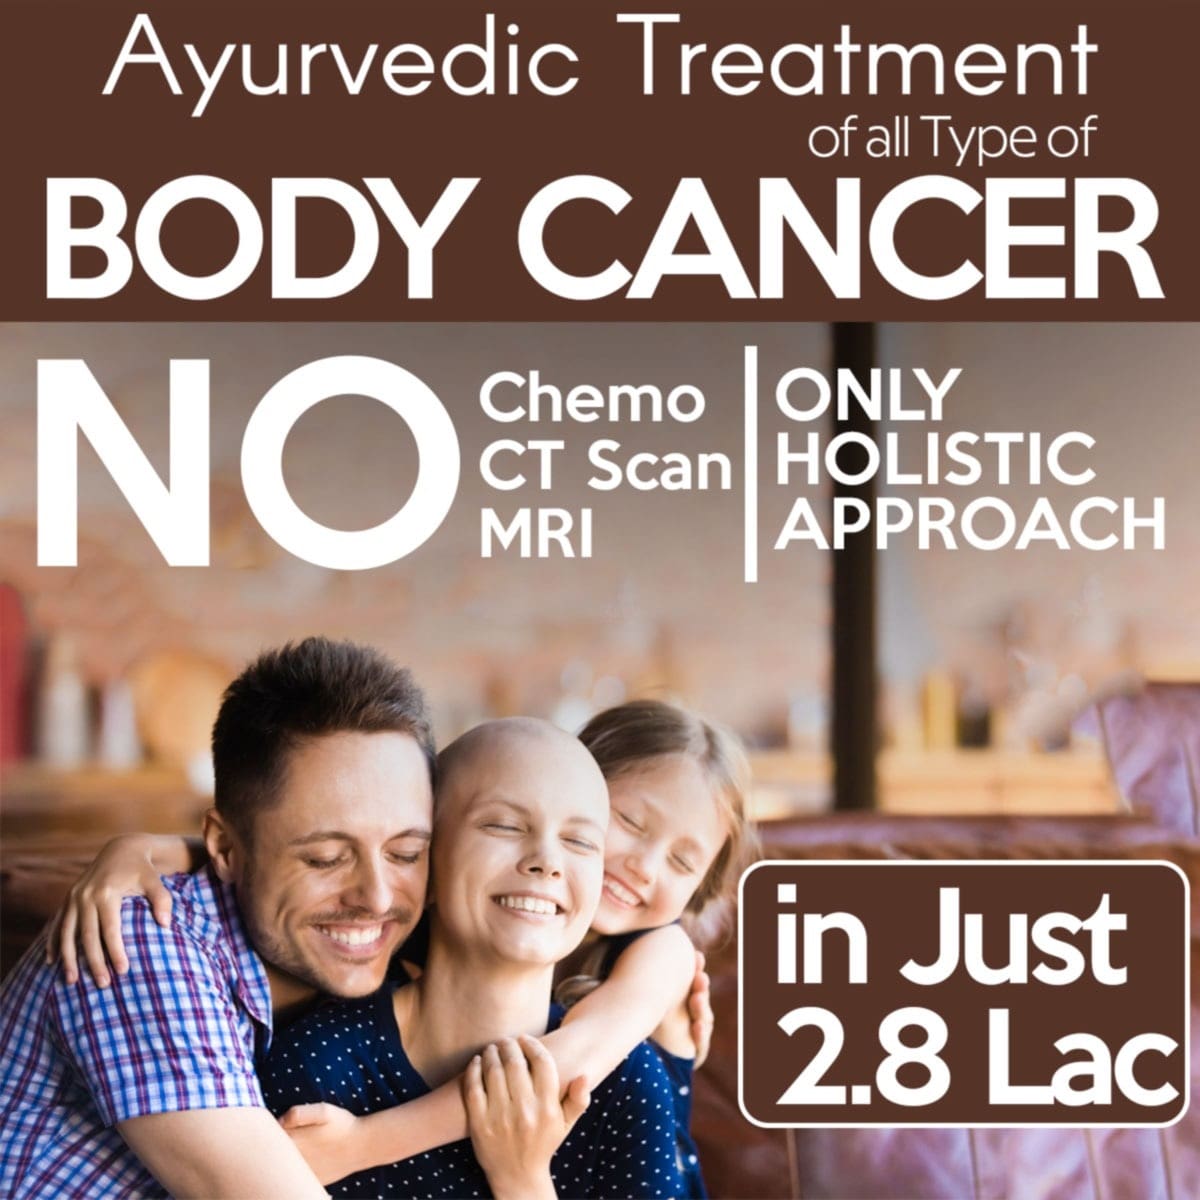 Ayurvedic Treatment
of all Type of
BODY CANCER
NO
Chemo
CT Scan
MRI
ONLY
HOLISTIC
APPROACH
in Just
2.8 Lac